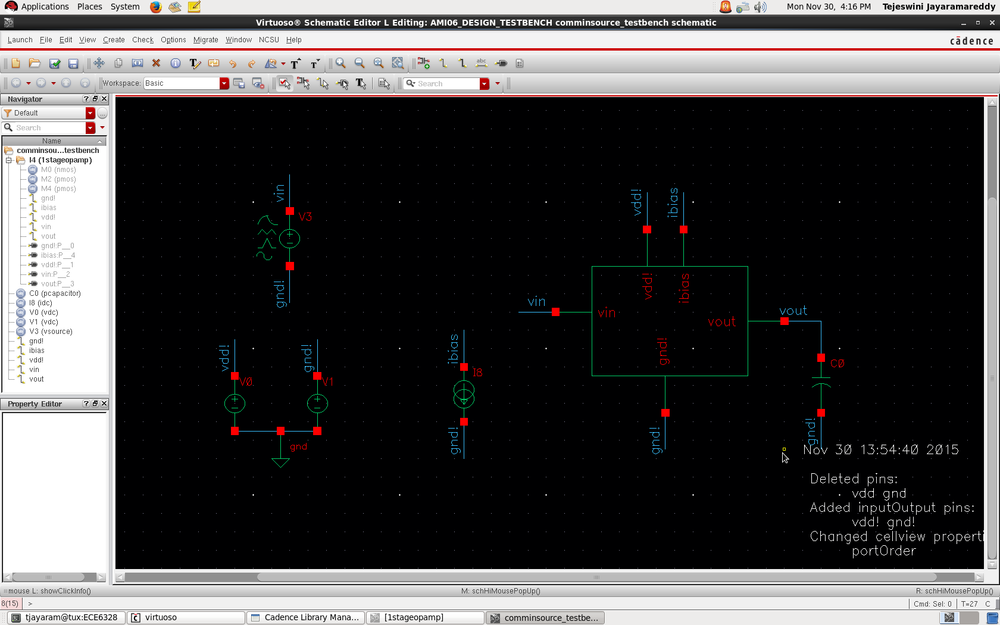 Applications Places System
Mon Nov 30, 4:16 PM Tejeswini Jayaramareddy
Virtuoso® Schematic Editor L Editing: AMI06_DESIGN_TESTBENCH comminsource_testbench schematic
Launch File Edit View Create Check Options Migrate Window NCSU Help
cādence
abc
Workspace: Basic
Search
Navigator
Default
Search
Name
comminsou...testbench
I4 (1stageopamp)
M0 (nmos)
M2 (pmos)
M4 (pmos)
gnd!
ibias
vdd!
vin
vout
gnd!:P__0
ibias:P__4
vdd!:P__1
vin:P__2
vout:P__3
C0 (pcapacitor)
I8 (idc)
V0 (vdc)
V1 (vdc)
V3 (vsource)
gnd!
ibias
vdd!
vin
vout
Property Editor
vin
V3
gnd!
vdd!
V0
gnd!
V1
gnd
ibias
I8
gnd!
vdd!
ibias
vdd!
ibias
vin
vin
vout
vout
gnd!
gnd!
C0
gnd!
Nov 30 13:54:40 2015
Deleted pins:
vdd gnd
Added inputOutput pins:
vdd! gnd!
Changed cellview properti
portOrder
mouse L: showClickInfo()
M: schHiMousePopUp()
R: schHiMousePopUp()
8(15) >
Cmd: Sel: 0 T=27 C
tjayaram@tux:ECE6328
virtuoso
Cadence Library Mana...
[1stageopamp]
comminsource_testbe...